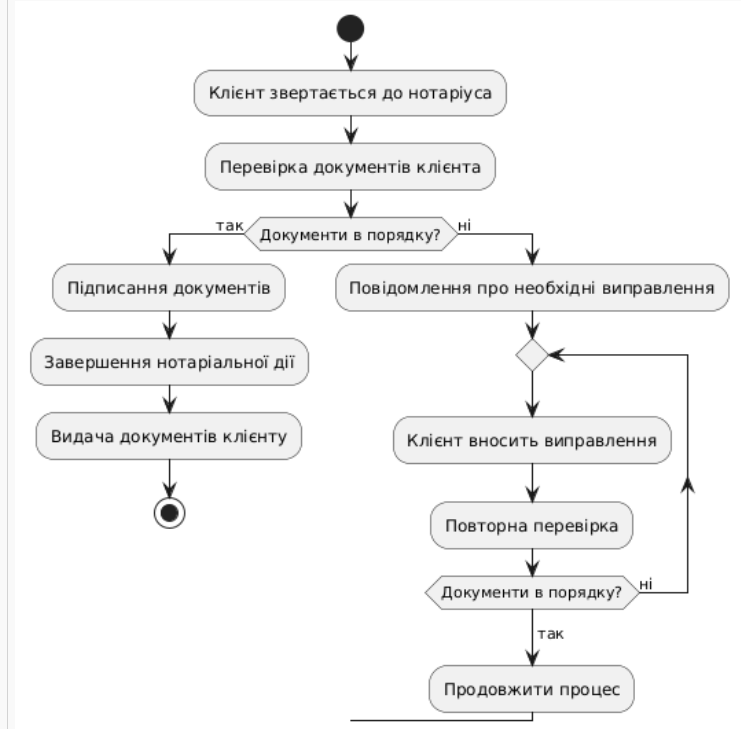 Клієнт звертається до нотаріуса
Перевірка документів клієнта
так
Документи в порядку?
ні
Підписання документів
Повідомлення про необхідні виправлення
Завершення нотаріальної дії
Видача документів клієнту
Клієнт вносить виправлення
Повторна перевірка
Документи в порядку?
ні
так
Продовжити процес